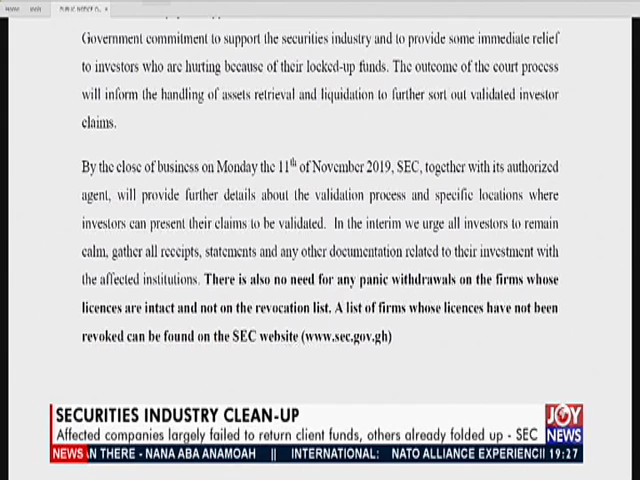 Government commitment to support the securities industry and to provide some immediate relief
to investors who are hurting because of their locked-up funds. The outcome of the court process
will inform the handling of assets retrieval and liquidation to further sort out validated investor
claims.
By the close of business on Monday the 11th of November 2019, SEC, together with its authorized
agent, will provide further details about the validation process and specific locations where
investors can present their claims to be validated. In the interim we urge all investors to remain
calm, gather all receipts, statements and any other documentation related to their investment with
the affected institutions. There is also no need for any panic withdrawals on the firms whose
licences are intact and not on the revocation list. A list of firms whose licences have not been
revoked can be found on the SEC website (www.sec.gov.gh)
SECURITIES INDUSTRY CLEAN-UP
Affected companies largely failed to return client funds, others already folded up - SEC
JOY
NEWS
NEWS N THERE - NANA ABA ANAMOAH || INTERNATIONAL: NATO ALLIANCE EXPERIENCII 19:27